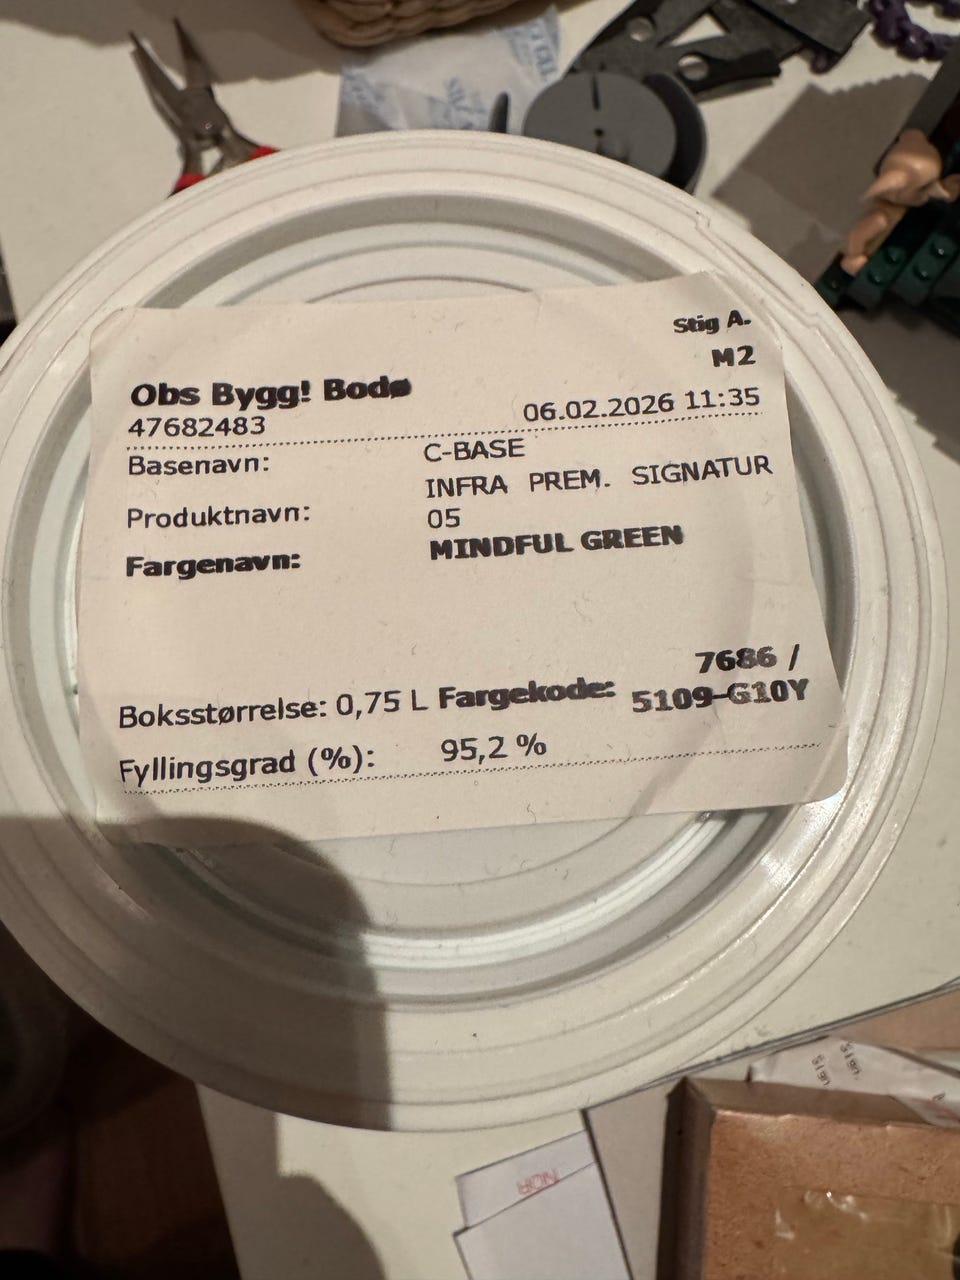 Stig A.
M2
Obs Bygg! Bodø
47682483
06.02.2026 11:35
Basenavn: C-BASE
Produktnavn: INFRA PREM. SIGNATUR
05
Fargenavn: MINDFUL GREEN
Boksstørrelse: 0,75 L Fargekode: 7686 /
5109-G10Y
Fyllingsgrad (%): 95,2 %
NOR